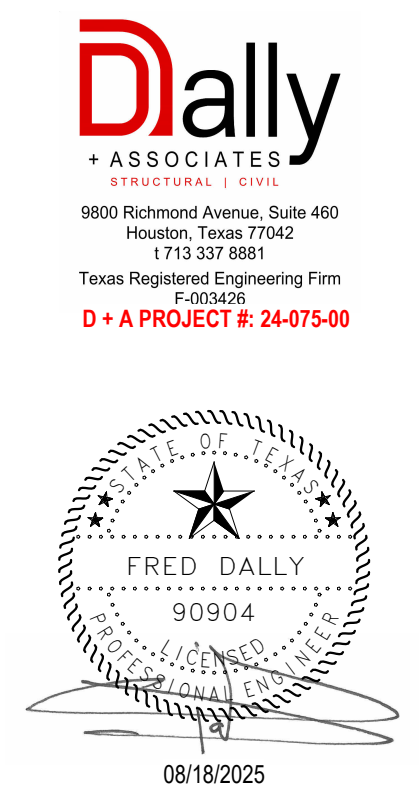 Dally
+ ASSOCIATES
STRUCTURAL | CIVIL
9800 Richmond Avenue, Suite 460
Houston, Texas 77042
t 713 337 8881
Texas Registered Engineering Firm
F-003426
D + A PROJECT #: 24-075-00
STATE OF TEXAS
FRED DALLY
90904
LICENSED
PROFESSIONAL ENGINEER
08/18/2025